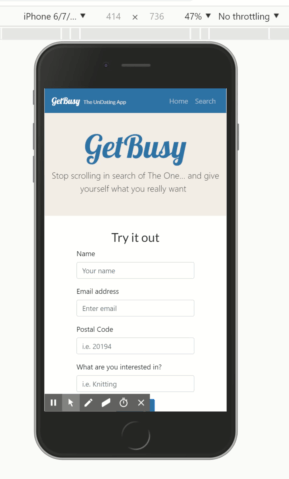 iPhone 6/7/... ▼ 414 × 736 47% ▼ No throttling ▼
GetBusy The UnDating App Home Search
GetBusy
Stop scrolling in search of The One... and give
yourself what you really want
Try it out
Name
Your name
Email address
Enter email
Postal Code
i.e. 20194
What are you interested in?
i.e. Knitting